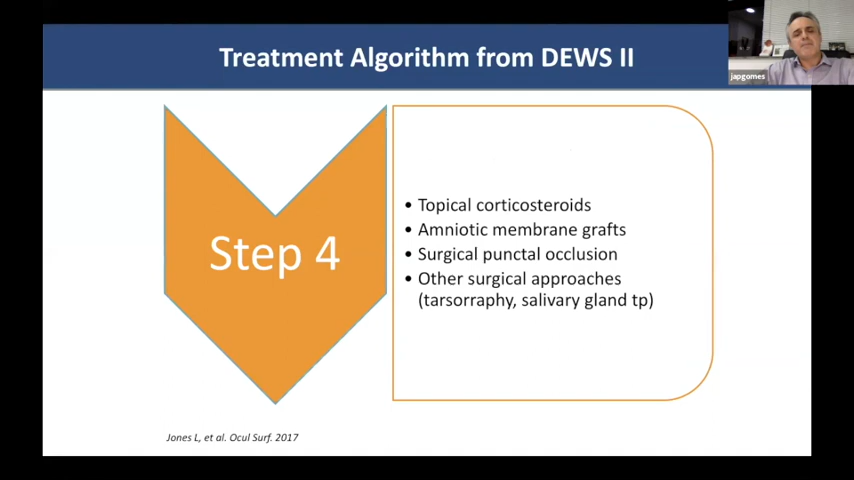 Treatment Algorithm from DEWS II
japgomes
Step 4
• Topical corticosteroids
• Amniotic membrane grafts
• Surgical punctal occlusion
• Other surgical approaches
(tarsorraphy, salivary gland tp)
Jones L, et al. Ocul Surf. 2017